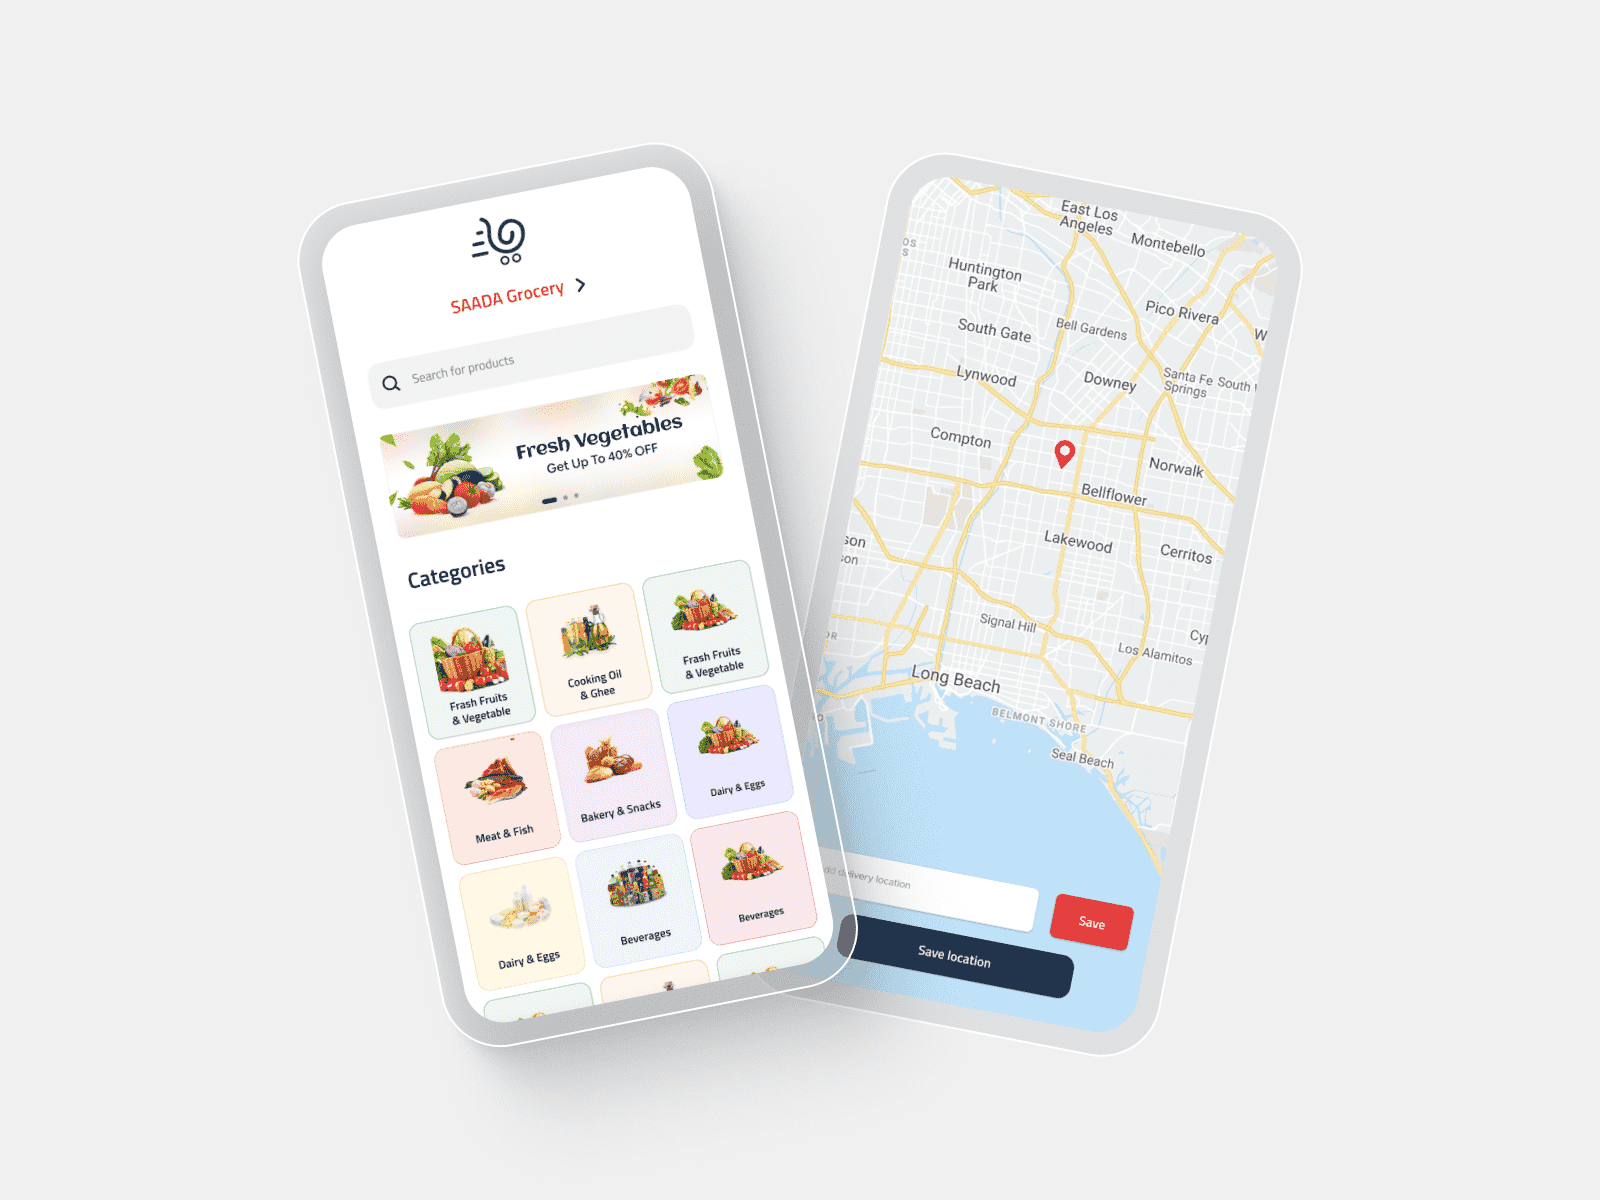 SAADA Grocery
Search for products
Fresh Vegetables
Get Up To 40% OFF
Categories
Frash Fruits
& Vegetable
Cooking Oil
& Ghee
Frash Fruits
& Vegetable
Meat & Fish
Bakery & Snacks
Dairy & Eggs
Dairy & Eggs
Beverages
Beverages
East Los
Angeles
Montebello
Huntington
Park
Pico Rivera
South Gate
Bell Gardens
Lynwood
Downey
Santa Fe
Springs
South
Compton
Norwalk
Bellflower
Lakewood
Cerritos
Signal Hill
Los Alamitos
Long Beach
BELMONT SHORE
Seal Beach
delivery location
Save
Save location